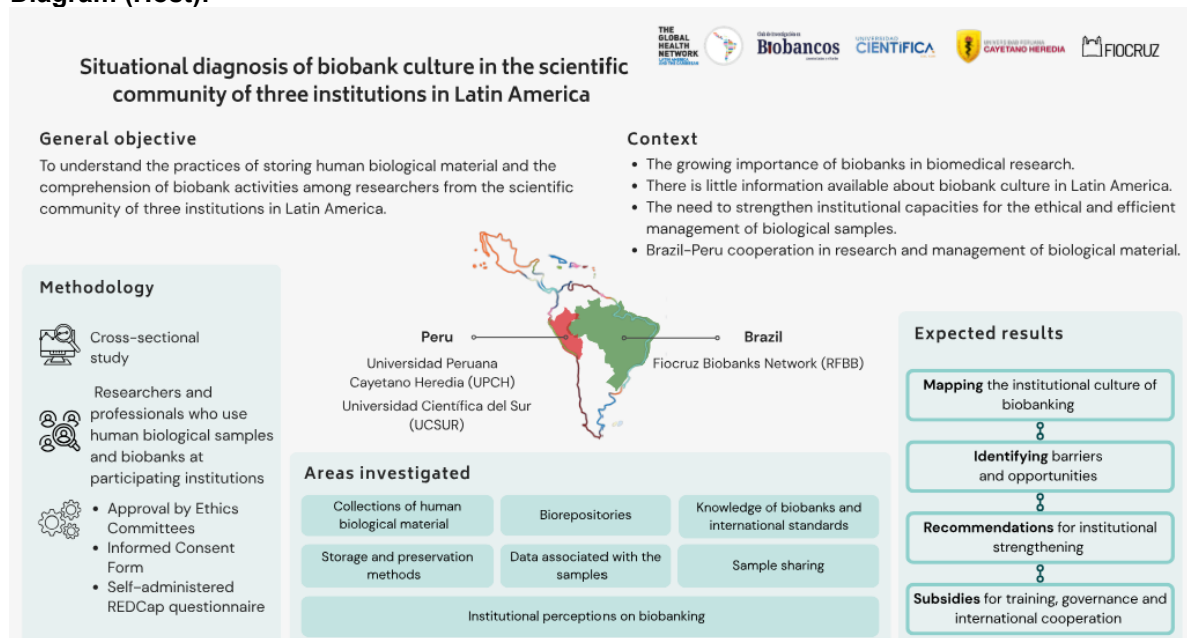 Diagram (Host):
THE
GLOBAL
HEALTH
NETWORK
LATIN AMERICA
AND THE CARIBBEAN
Biobancos
UNIVERSIDAD
CIENTÍFICA
UNIVERSIDAD PERUANA
CAYETANO HEREDIA
FIOCRUZ
Situational diagnosis of biobank culture in the scientific
community of three institutions in Latin America
General objective
To understand the practices of storing human biological material and the
comprehension of biobank activities among researchers from the scientific
community of three institutions in Latin America.
Context
• The growing importance of biobanks in biomedical research.
• There is little information available about biobank culture in Latin America.
• The need to strengthen institutional capacities for the ethical and efficient
management of biological samples.
• Brazil-Peru cooperation in research and management of biological material.
Methodology
Cross-sectional
study
Researchers and
professionals who use
human biological samples
and biobanks at
participating institutions
• Approval by Ethics
Committees
• Informed Consent
Form
• Self-administered
REDCap questionnaire
Peru
Universidad Peruana
Cayetano Heredia (UPCH)
Universidad Científica del Sur
(UCSUR)
Brazil
Fiocruz Biobanks Network (RFBB)
Areas investigated
Collections of human
biological material
Biorepositories
Knowledge of biobanks and
international standards
Storage and preservation
methods
Data associated with the
samples
Sample sharing
Institutional perceptions on biobanking
Expected results
Mapping the institutional culture of
biobanking
Identifying barriers
and opportunities
Recommendations for institutional
strengthening
Subsidies for training, governance and
international cooperation